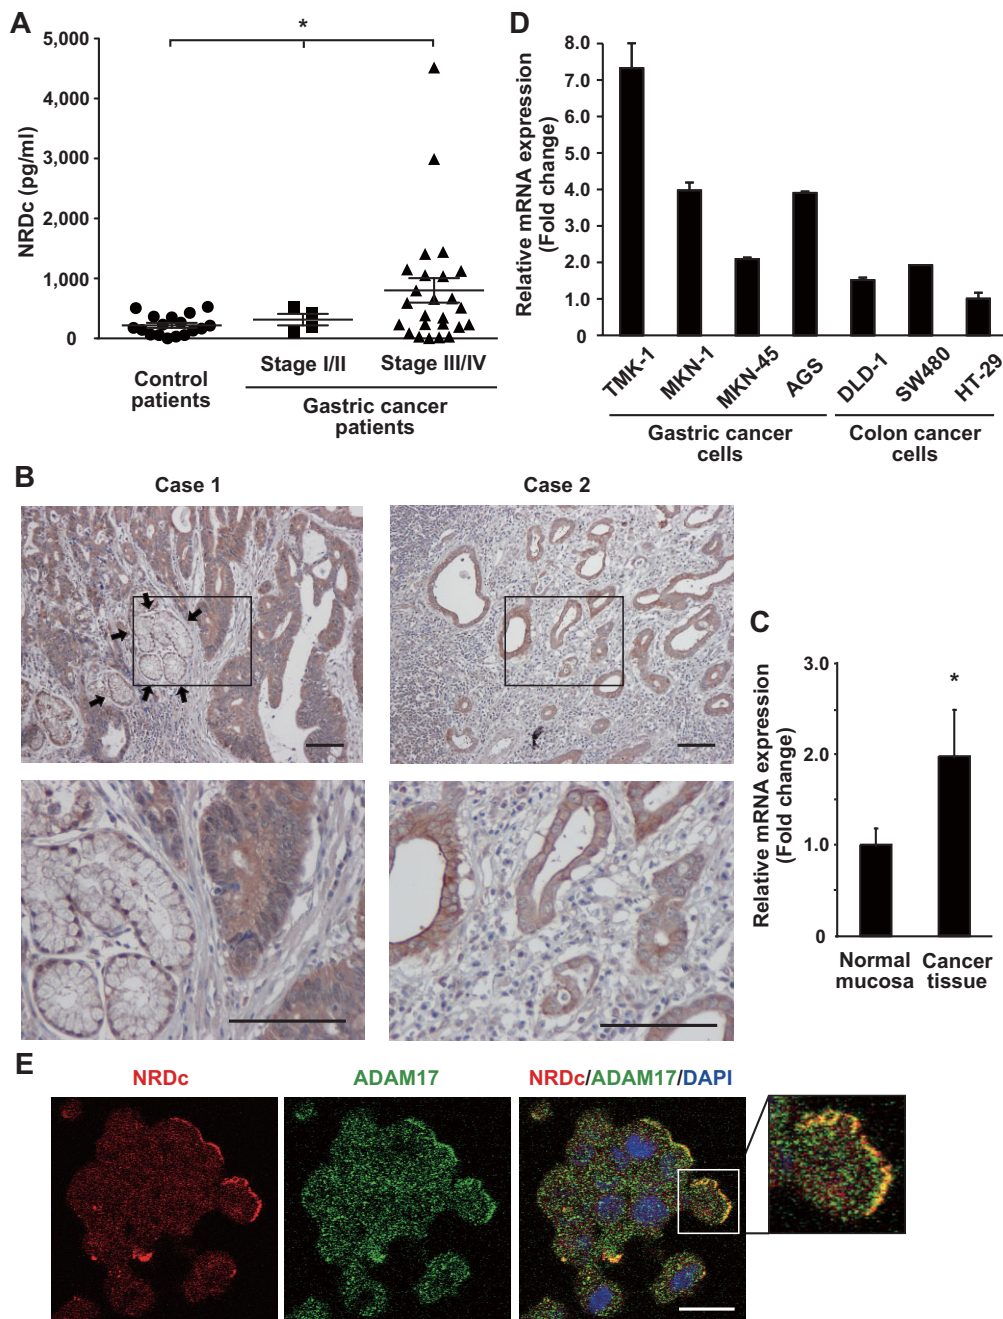 A
*
5,000
4,000
3,000
2,000
1,000
0
NRDc (pg/ml)
Control
patients
Stage I/II
Stage III/IV
Gastric cancer
patients
D
8.0
7.0
6.0
5.0
4.0
3.0
2.0
1.0
0
Relative mRNA expression
(Fold change)
TMK-1
MKN-1
MKN-45
AGS
DLD-1
SW480
HT-29
Gastric cancer
cells
Colon cancer
cells
B
Case 1
Case 2
C
3.0
2.0
1.0
0
Relative mRNA expression
(Fold change)
*
Normal
mucosa
Cancer
tissue
E
NRDc
ADAM17
NRDc/ADAM17/DAPI